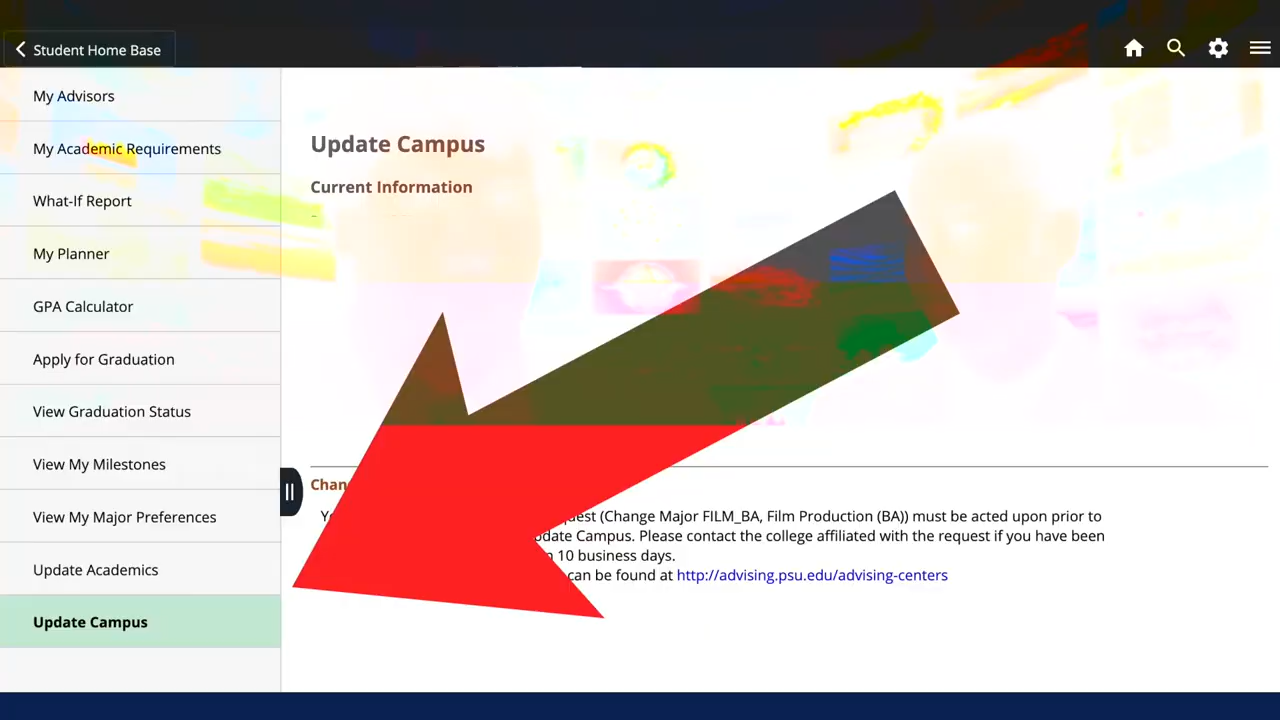 Student Home Base
My Advisors
My Academic Requirements
What-If Report
My Planner
GPA Calculator
Apply for Graduation
View Graduation Status
View My Milestones
View My Major Preferences
Update Academics
Update Campus
Update Campus
Current Information
(Change Major FILM_BA, Film Production (BA)) must be acted upon prior to
Campus. Please contact the college affiliated with the request if you have been
10 business days.
can be found at http://advising.psu.edu/advising-centers